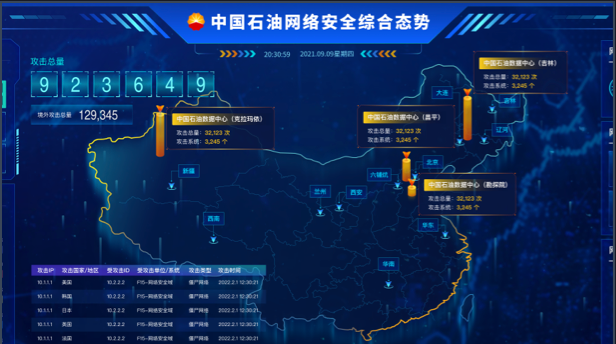 中国石油网络安全综合态势
20:30:59 2021.09.09星期四
攻击总量
923649
境外攻击总量 129,345
中国石油数据中心（吉林）
攻击总量： 32,123 次
攻击系统： 3,245 个
中国石油数据中心（克拉玛依）
攻击总量： 32,123 次
攻击系统： 3,245 个
中国石油数据中心（昌平）
攻击总量： 32,123 次
攻击系统： 3,245 个
中国石油数据中心（勘探院）
攻击总量： 32,123 次
攻击系统： 3,245 个
大连
吉林
辽河
北京
六铺炕
新疆
兰州
西安
西南
华东
华南
攻击IP 攻击国家/地区 受攻击ID 受攻击单位/系统 攻击类型 攻击时间
10.1.1.1 美国 10.2.2.2 F15-网络安全域 僵尸网络 2022.2.1 12:30:21
10.1.1.1 韩国 10.2.2.2 F15-网络安全域 僵尸网络 2022.2.1 12:30:21
10.1.1.1 日本 10.2.2.2 F15-网络安全域 僵尸网络 2022.2.1 12:30:21
10.1.1.1 英国 10.2.2.2 F15-网络安全域 僵尸网络 2022.2.1 12:30:21
10.1.1.1 法国 10.2.2.2 F15-网络安全域 僵尸网络 2022.2.1 12:30:21